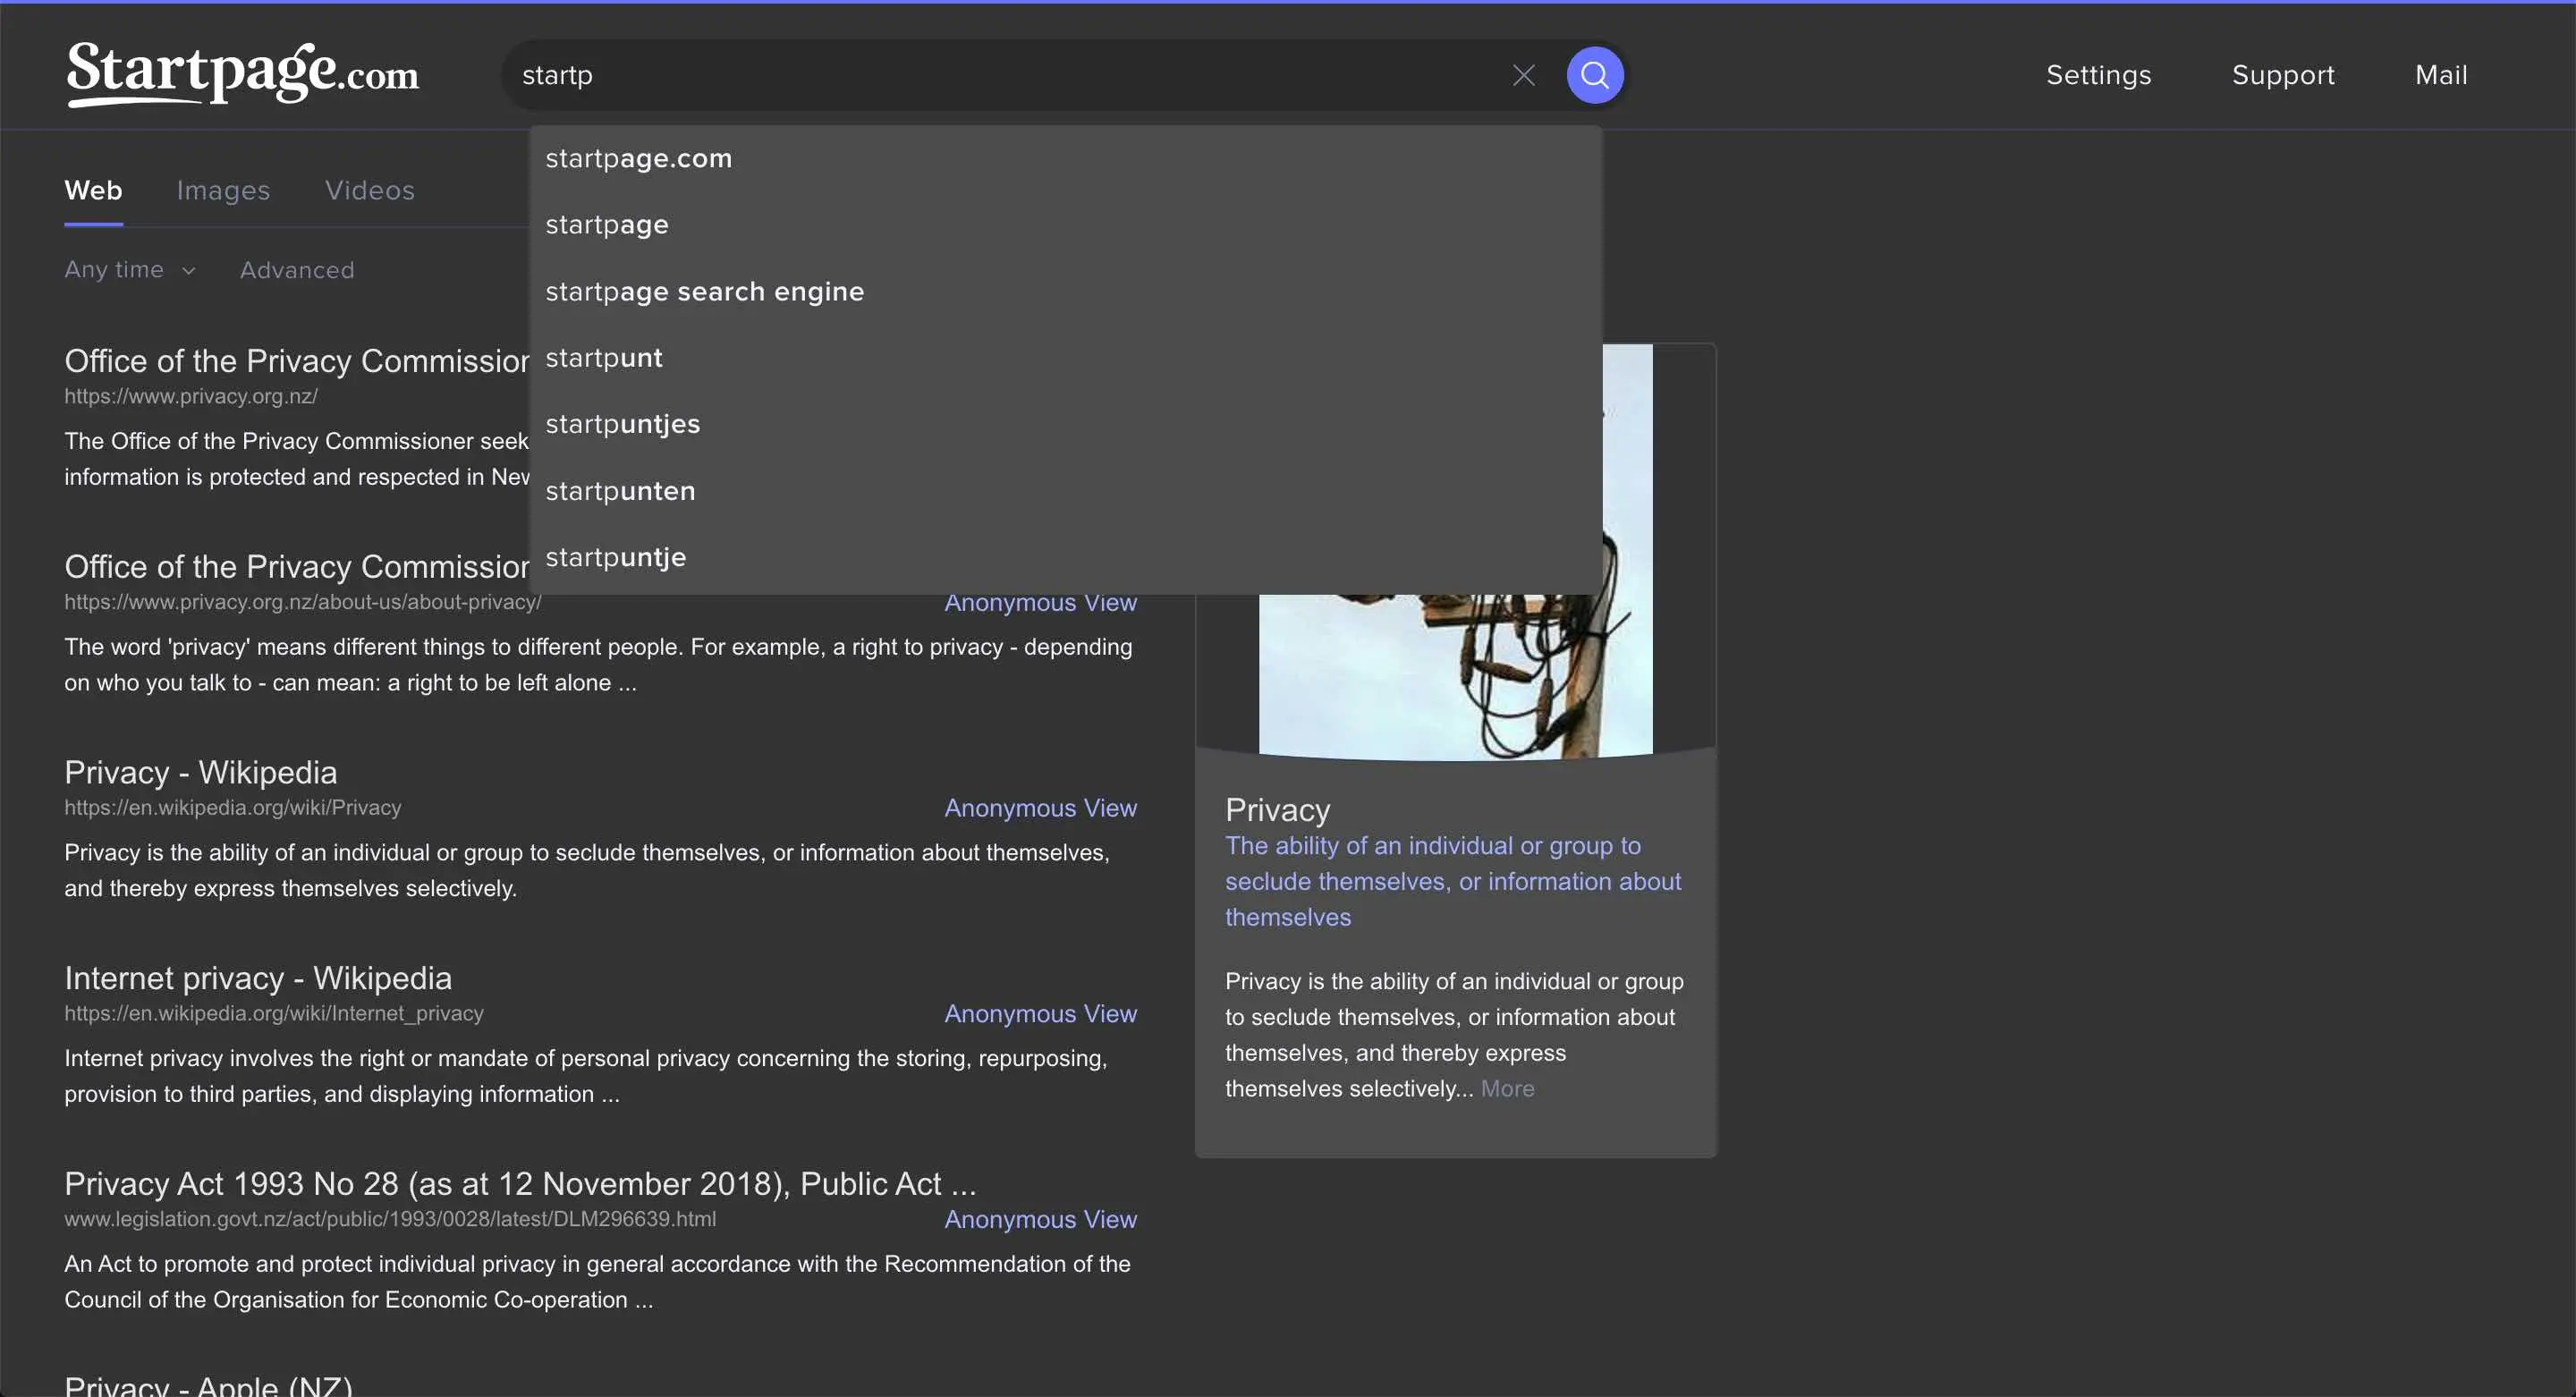 Startpage.com
startp
Settings
Support
Mail
startpage.com
startpage
startpage search engine
startpunt
startpuntjes
startpunten
startpuntje
Web
Images
Videos
Any time
Advanced
Office of the Privacy
https://www.privacy.org.nz/
The Office of the Privacy Commissioner
information is protected and respected in
Office of the Privacy
https://www.privacy.org.nz/about-us/about-privacy/
Anonymous View
The word 'privacy' means different things to different people. For example, a right to privacy - depending
on who you talk to - can mean: a right to be left alone ...
Privacy - Wikipedia
https://en.wikipedia.org/wiki/Privacy
Anonymous View
Privacy is the ability of an individual or group to seclude themselves, or information about themselves,
and thereby express themselves selectively.
Internet privacy - Wikipedia
https://en.wikipedia.org/wiki/Internet_privacy
Anonymous View
Internet privacy involves the right or mandate of personal privacy concerning the storing, repurposing,
provision to third parties, and displaying information ...
Privacy Act 1993 No 28 (as at 12 November 2018), Public Act ...
www.legislation.govt.nz/act/public/1993/0028/latest/DLM296639.html
Anonymous View
An Act to promote and protect individual privacy in general accordance with the Recommendation of the
Council of the Organisation for Economic Co-operation ...
Privacy - Apple (NZ)
Privacy
The ability of an individual or group to
seclude themselves, or information about
themselves
Privacy is the ability of an individual or group
to seclude themselves, or information about
themselves, and thereby express
themselves selectively... More